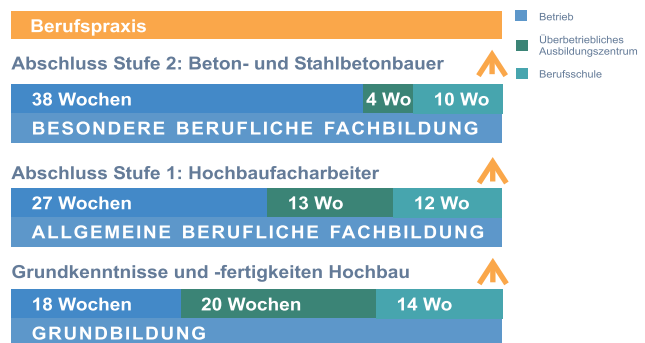 Berufspraxis
Betrieb
Überbetriebliches
Ausbildungszentrum
Berufsschule
Abschluss Stufe 2: Beton- und Stahlbetonbauer
38 Wochen 4 Wo 10 Wo
BESONDERE BERUFLICHE FACHBILDUNG
Abschluss Stufe 1: Hochbaufacharbeiter
27 Wochen 13 Wo 12 Wo
ALLGEMEINE BERUFLICHE FACHBILDUNG
Grundkenntnisse und -fertigkeiten Hochbau
18 Wochen 20 Wochen 14 Wo
GRUNDBILDUNG